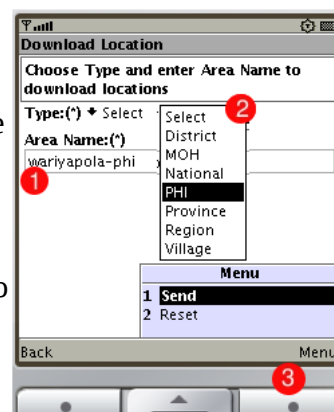 Download Location
Choose Type and enter Area Name to
download locations
Type:(*) Select
Area Name:(*)
wariyapola-phi
1
2
Select
District
MOH
National
PHI
Province
Region
Village
Menu
1 Send
2 Reset
Back Menu
3
e
o